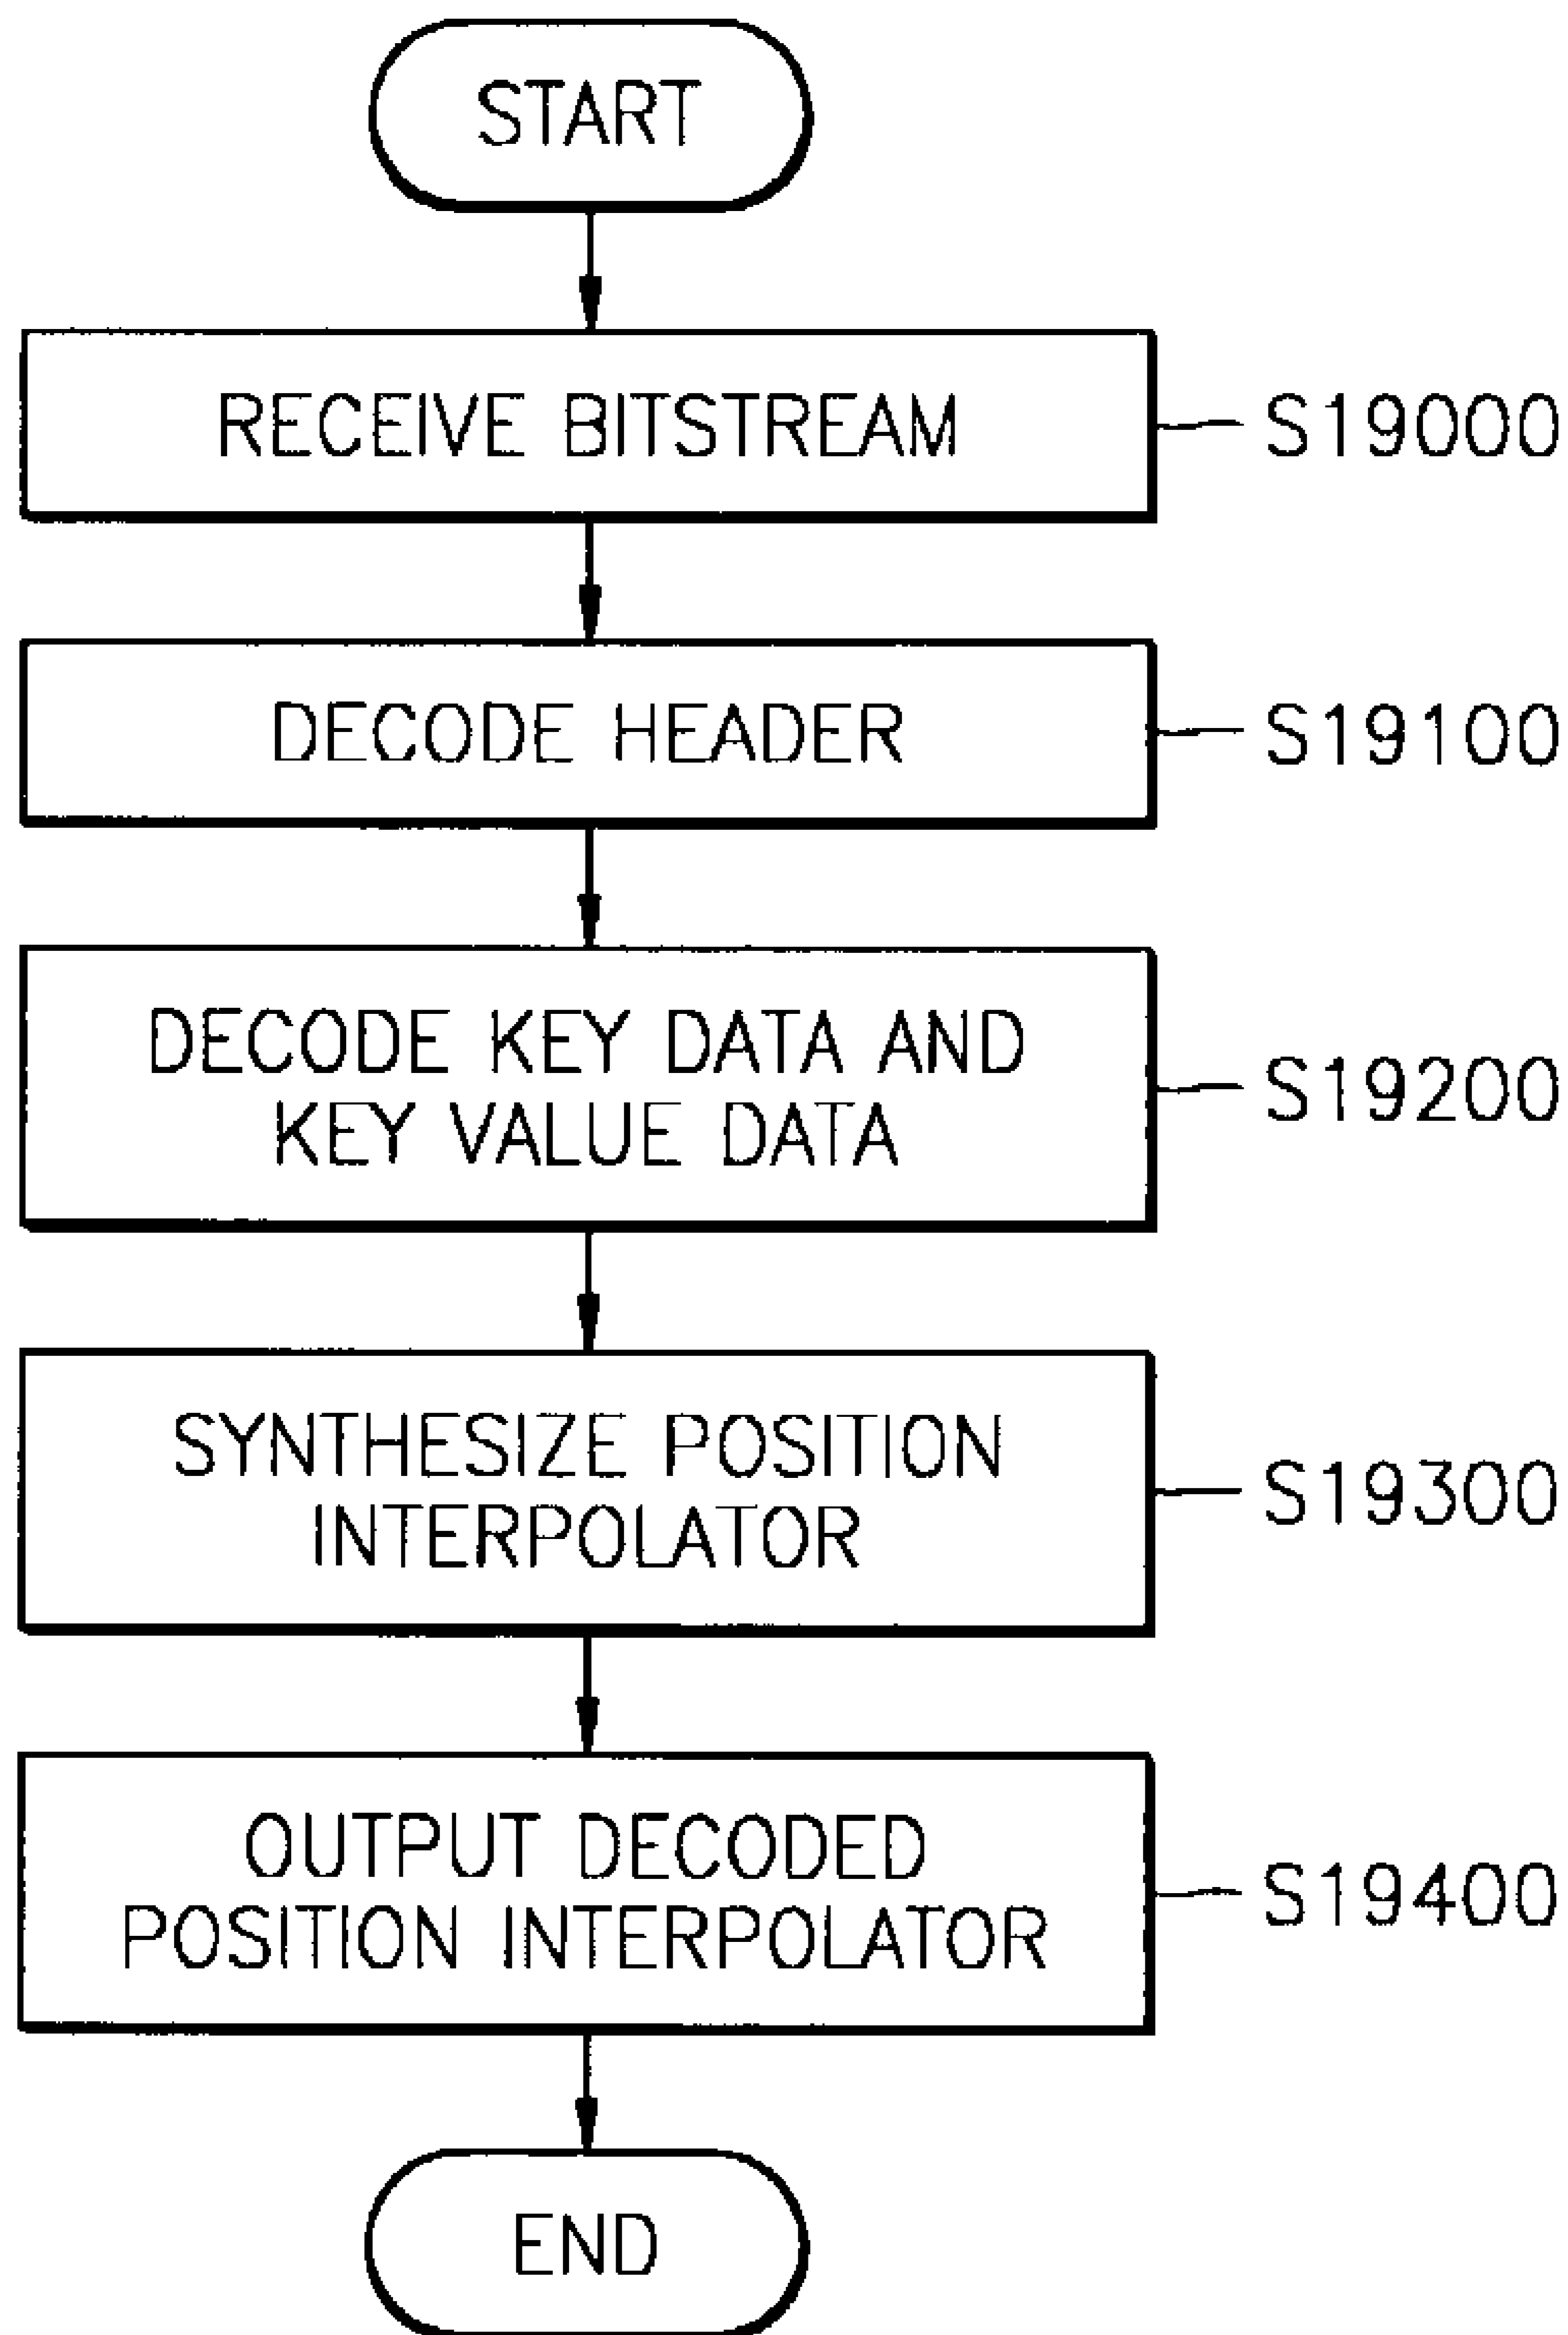 START
RECEIVE BITSTREAM
S19000
DECODE HEADER
S19100
DECODE KEY DATA AND
KEY VALUE DATA
S19200
SYNTHESIZE POSITION
INTERPOLATOR
S19300
OUTPUT DECODED
POSITION INTERPOLATOR
S19400
END